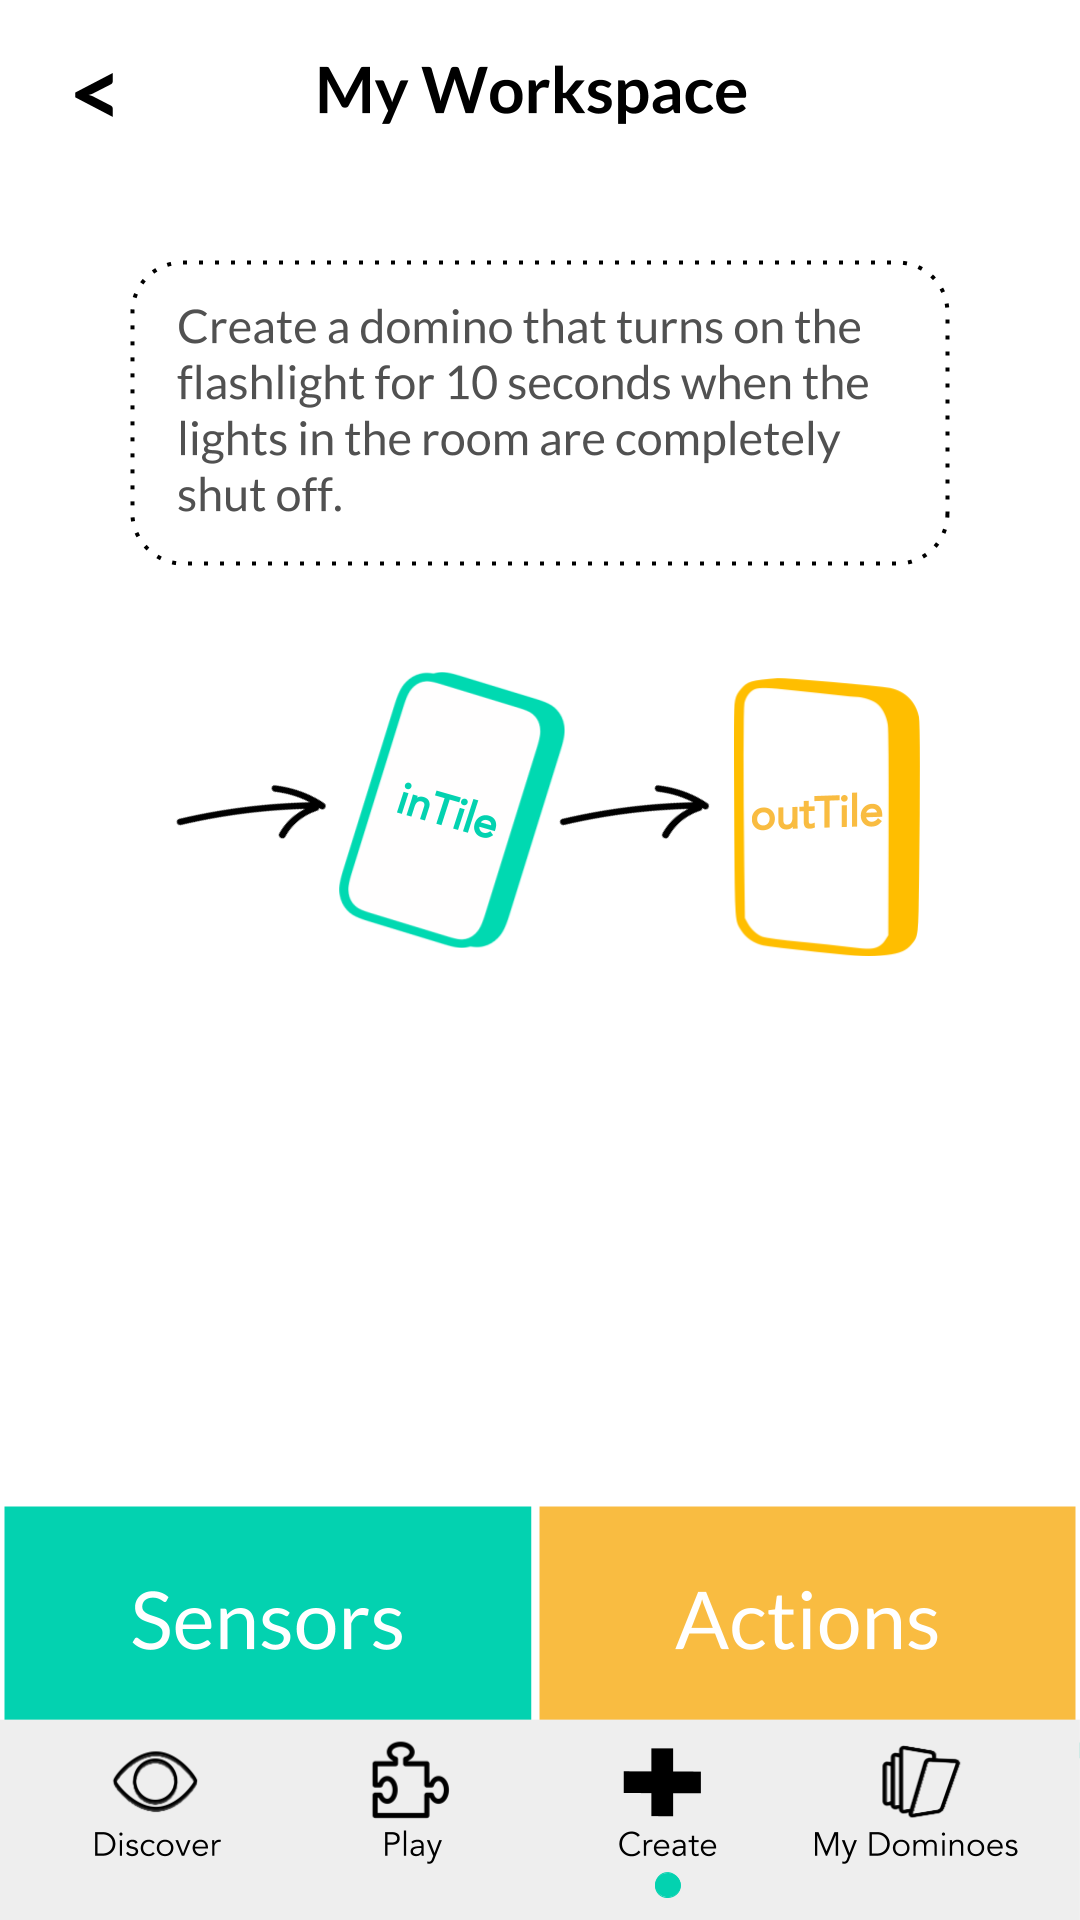 <
My Workspace
Create a domino that turns on the
flashlight for 10 seconds when the
lights in the room are completely
shut off.
inTile
outTile
Sensors
Actions
Discover
Play
Create
My Dominoes